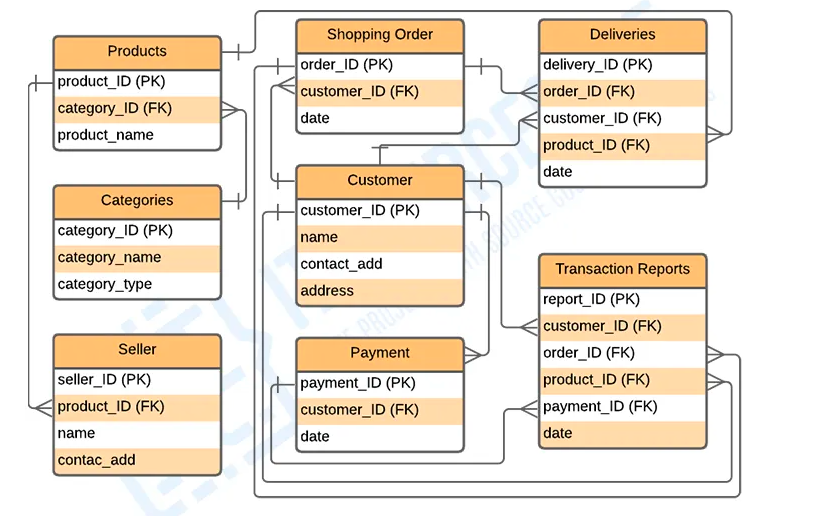 Products
product_ID (PK)
category_ID (FK)
product_name
Categories
category_ID (PK)
category_name
category_type
Seller
seller_ID (PK)
product_ID (FK)
name
contac_add
Shopping Order
order_ID (PK)
customer_ID (FK)
date
Customer
customer_ID (PK)
name
contact_add
address
Payment
payment_ID (PK)
customer_ID (FK)
date
Deliveries
delivery_ID (PK)
order_ID (FK)
customer_ID (FK)
product_ID (FK)
date
Transaction Reports
report_ID (PK)
customer_ID (FK)
order_ID (FK)
product_ID (FK)
payment_ID (FK)
date